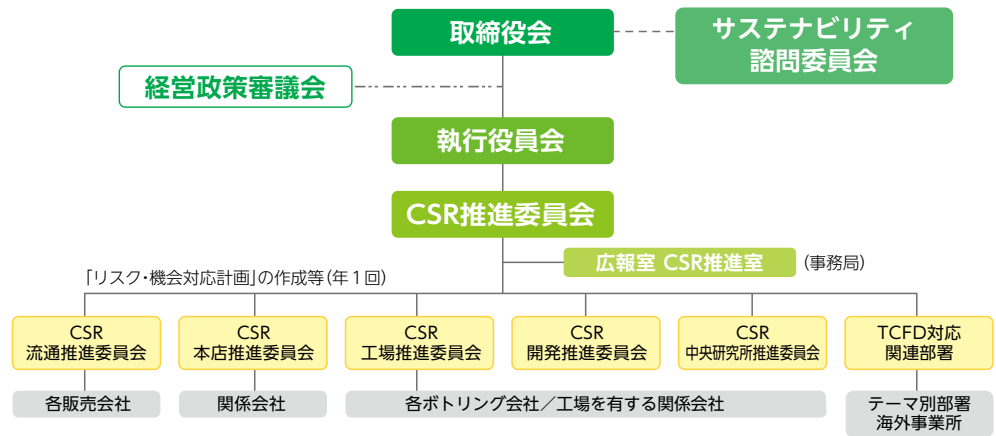 取締役会
サステナビリティ
諮問委員会
経営政策審議会
執行役員会
CSR推進委員会
広報室 CSR推進室 (事務局)
「リスク・機会対応計画」の作成等(年1回)
CSR
流通推進委員会
CSR
本店推進委員会
CSR
工場推進委員会
CSR
開発推進委員会
CSR
中央研究所推進委員会
TCFD対応
関連部署
各販売会社
関係会社
各ボトリング会社/工場を有する関係会社
テーマ別部署
海外事業所